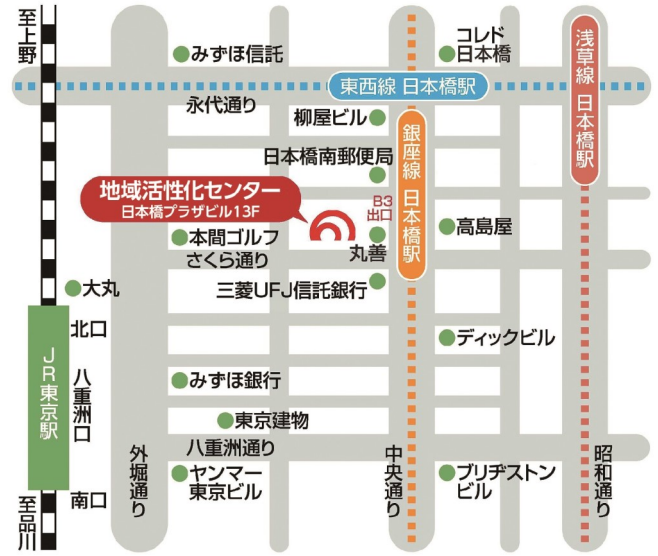 至上野
みずほ信託
コレド
日本橋
浅草線 日本橋駅
東西線 日本橋駅
永代通り
柳屋ビル
銀座線 日本橋駅
日本橋南郵便局
地域活性化センター
日本橋プラザビル13F
B3
出口
本間ゴルフ
高島屋
丸善
さくら通り
大丸
三菱UFJ信託銀行
北口
ディックビル
JR東京駅
八重洲口
みずほ銀行
東京建物
八重洲通り
外堀通り
中央通り
昭和通り
ヤンマー
東京ビル
ブリヂストン
ビル
南口
至品川